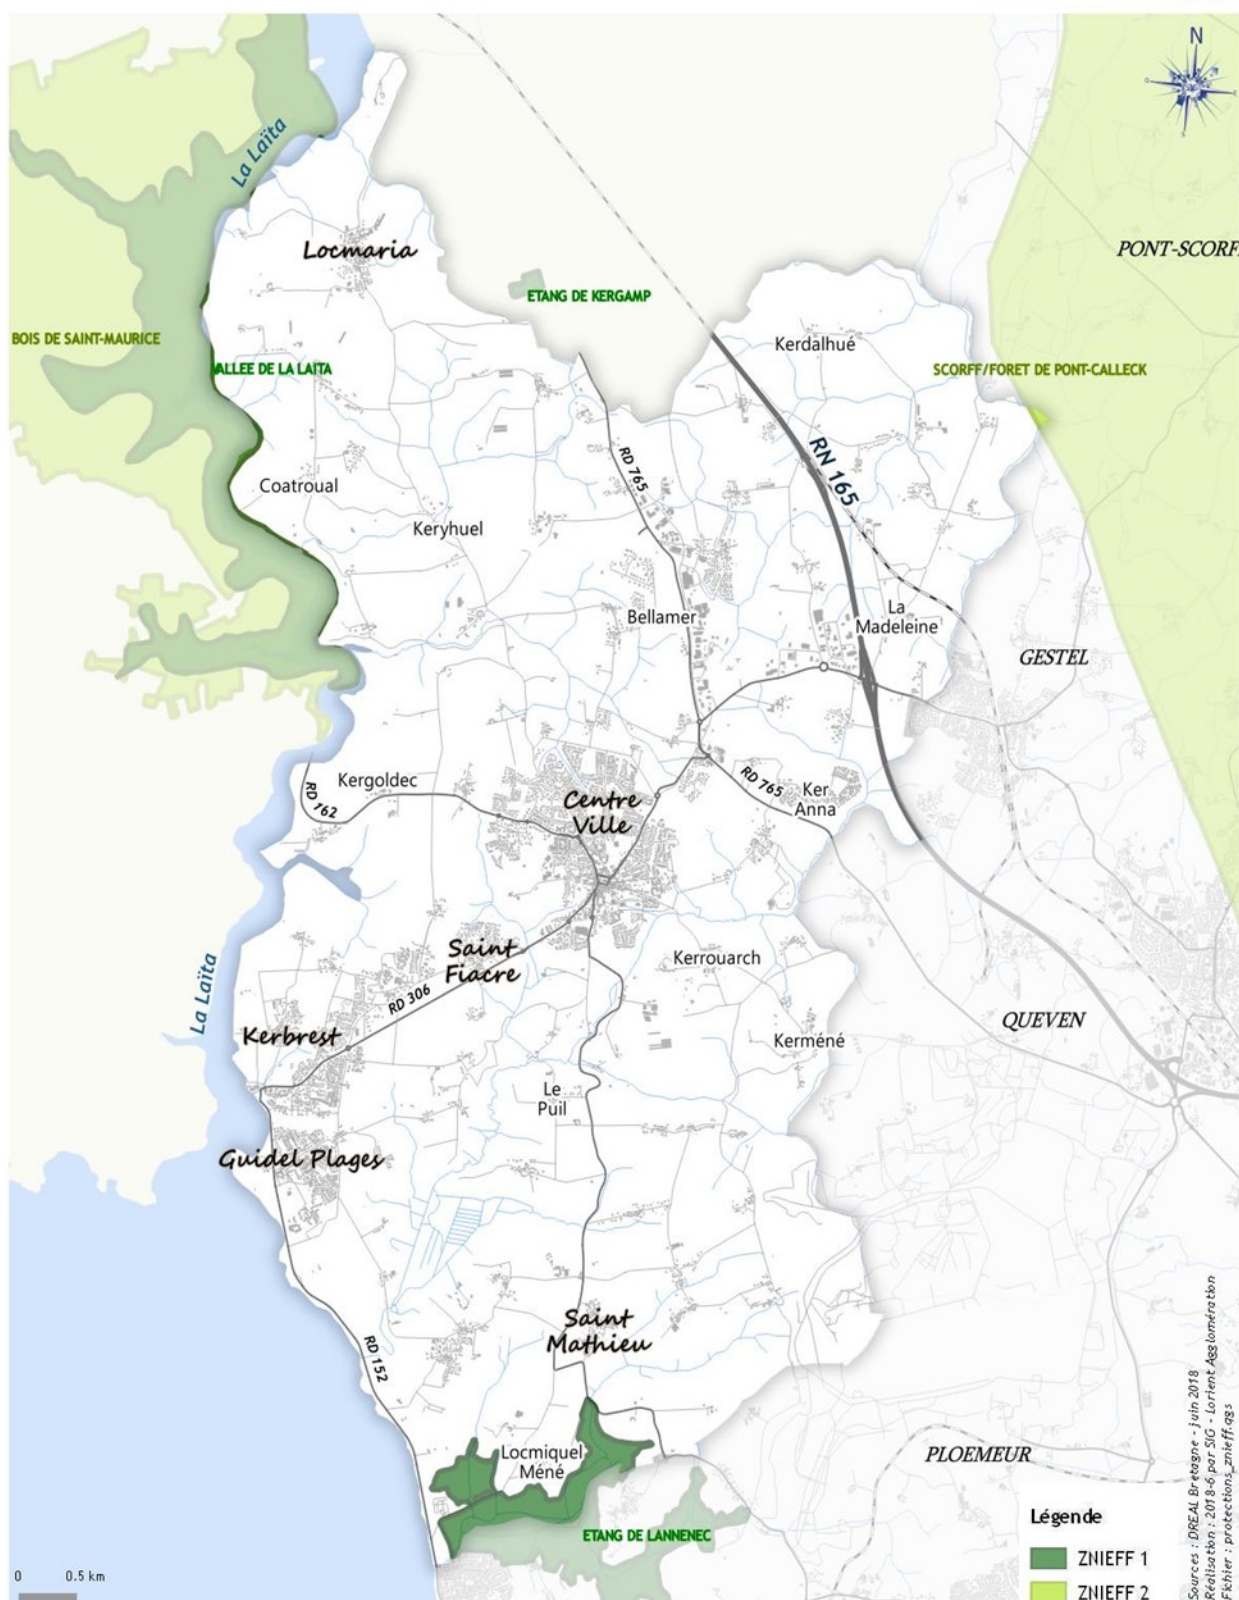 N
La Laïta
Locmaria
PONT-SCORF
ETANG DE KERGAMP
BOIS DE SAINT-MAURICE
Kerdalhué
VALLEE DE LA LAITA
SCORFF/FORET DE PONT-CALLECK
RN 165
RD 765
Coatroual
Keryhuel
Bellamer
La
Madeleine
GESTEL
Kergoldec
RD 162
RD 765
Ker
Anna
Centre
Ville
Saint
Fiacre
Kerrouarch
La Laïta
RD 306
Kerbrest
QUEVEN
Kerméné
Le
Puil
Guidel Plages
Saint
Mathieu
RD 152
Locmiquel
Méné
PLOEMEUR
ETANG DE LANNENEC
Légende
ZNIEFF 1
ZNIEFF 2
0 0.5 km
Sources : DREAL Bretagne - juin 2018
Réalisation : 2018-6 par SIG - Lorient Agglomération
Fichier : protections_znieff.qgs